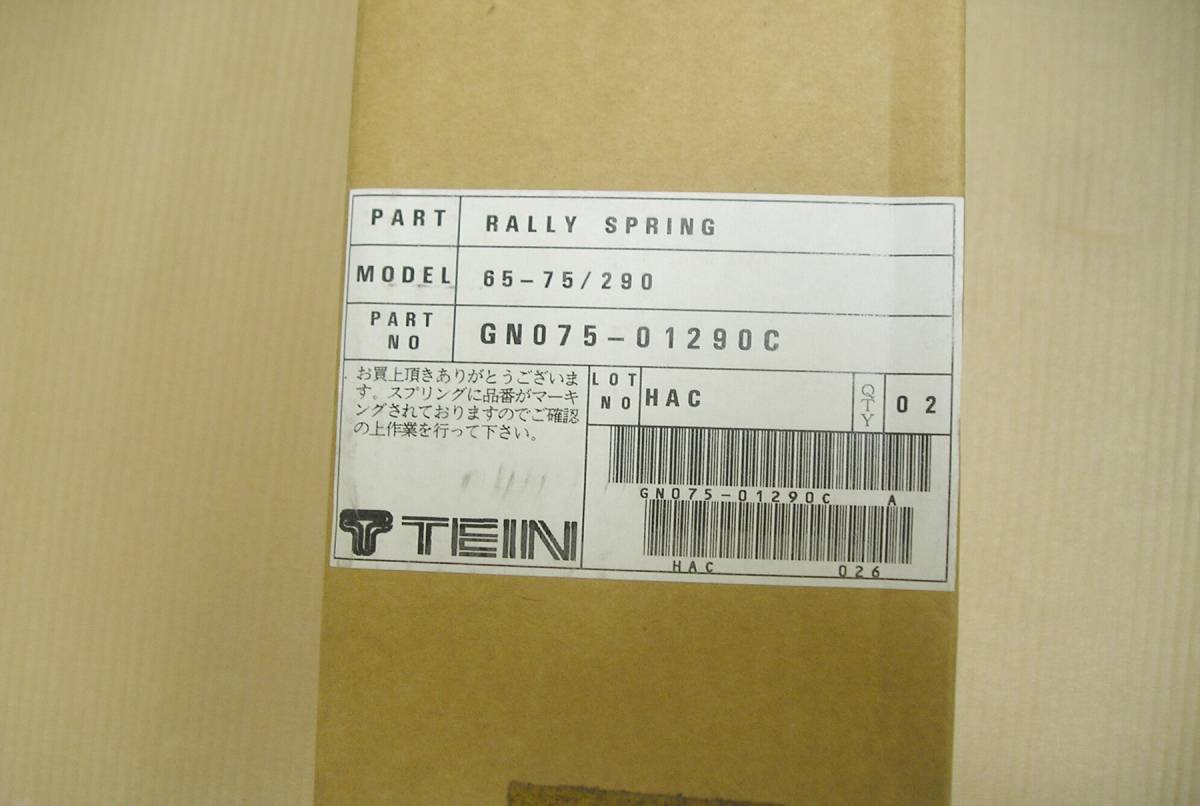 PART RALLY SPRING
MODEL 65-75/290
PART NO GN075-01290C
お買上頂きありがとうございま
す。スプリングに品番がマーキ
ングされておりますのでご確認
の上作業を行って下さい。
LOT NO HAC QTY 02
GN075-01290C A
HAC 026
TEIN